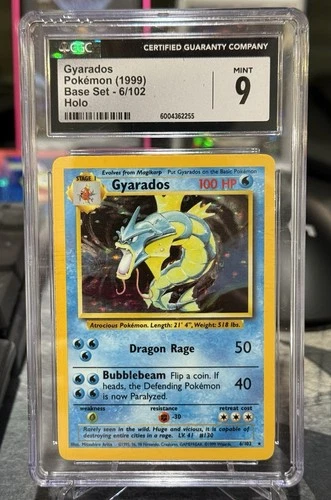 CGC
CERTIFIED GUARANTY COMPANY
Gyarados
Pokémon (1999)
Base Set - 6/102
Holo
MINT
9
6004362255
Evolves from Magikarp Put Gyarados on the Basic Pokémon
STAGE 1
Gyarados 100 HP
Atrocious Pokémon. Length: 21' 4", Weight: 518 lbs.
Dragon Rage 50
Bubblebeam Flip a coin. If
heads, the Defending Pokémon
is now Paralyzed.
40
weakness resistance retreat cost
-30
Rarely seen in the wild. Huge and vicious, it is capable of
destroying entire cities in a rage. LV. 41 #130
6/102